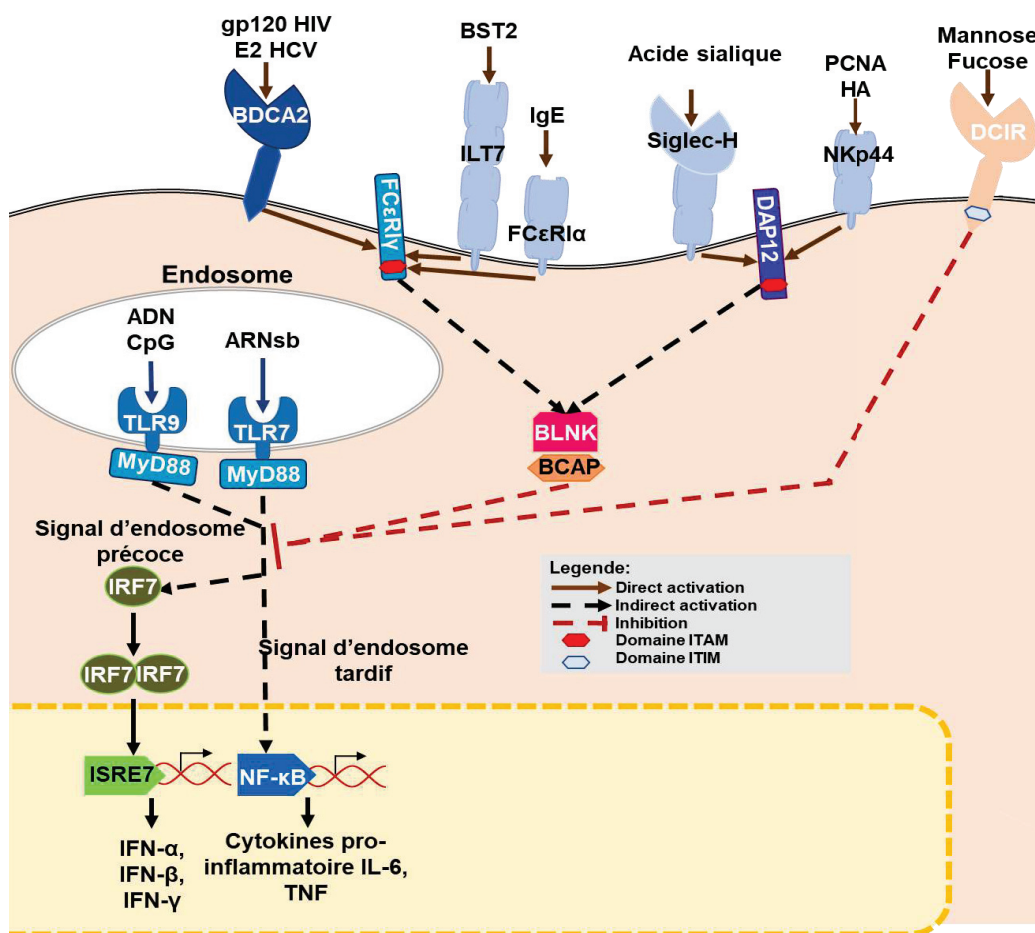 gp120 HIV
E2 HCV
BDCA2
BST2
ILT7
IgE
FCεRIα
FCεRIγ
Acide sialique
Siglec-H
PCNA
HA
NKp44
DAP12
Mannose
Fucose
DCIR
Endosome
ADN
CpG
ARNsb
TLR9
TLR7
MyD88
MyD88
BLNK
BCAP
Signal d'endosome
précoce
IRF7
IRF7 IRF7
Signal d'endosome
tardif
Legende:
Direct activation
Indirect activation
Inhibition
Domaine ITAM
Domaine ITIM
ISRE7
NF-κB
IFN-α,
IFN-β,
IFN-γ
Cytokines pro-
inflammatoire IL-6,
TNF